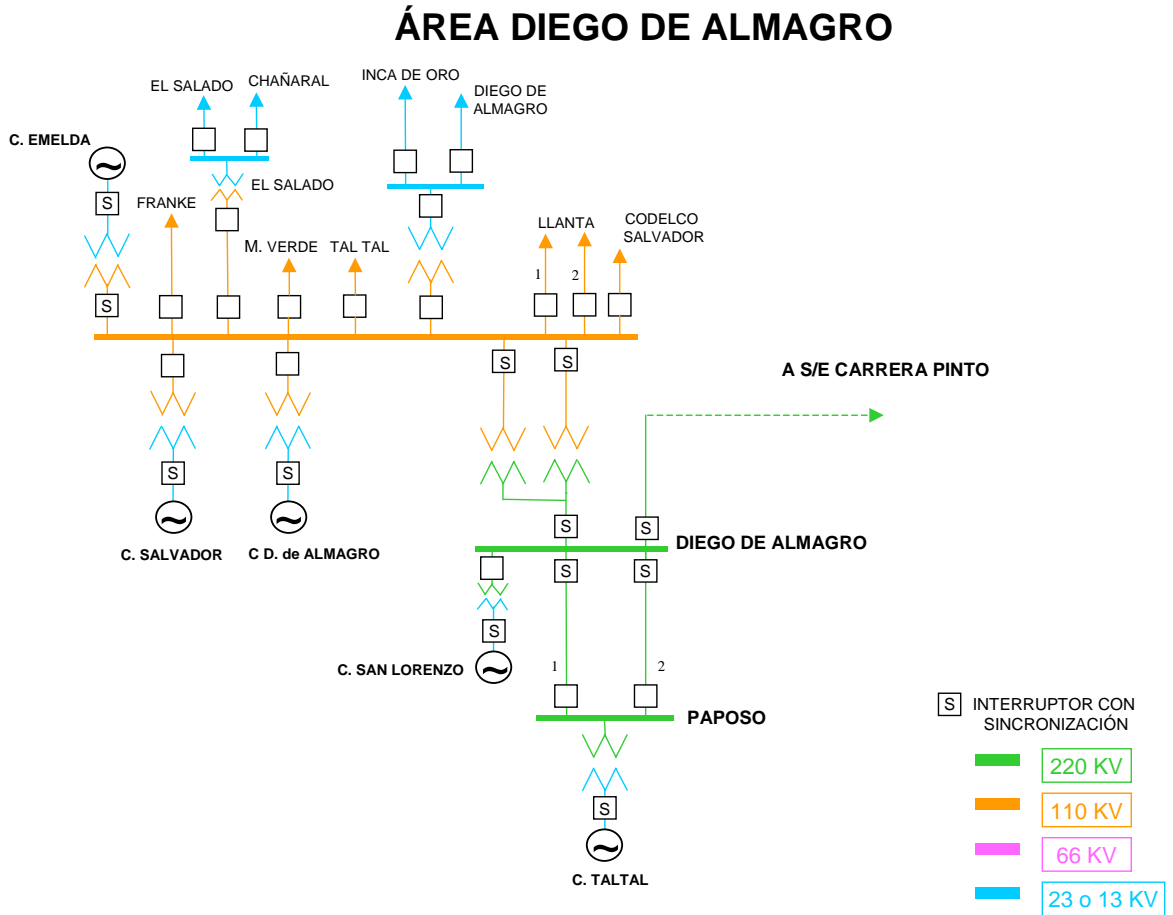 ÁREA DIEGO DE ALMAGRO
INCA DE ORO
EL SALADO
CHAÑARAL
DIEGO DE
ALMAGRO
C. EMELDA
S
EL SALADO
FRANKE
LLANTA
CODELCO
SALVADOR
M. VERDE
TAL TAL
1
2
S
S
S
A S/E CARRERA PINTO
S
S
S
S
C. SALVADOR
C D. de ALMAGRO
DIEGO DE ALMAGRO
S
S
S
C. SAN LORENZO
1
2
PAPOSO
S
C. TALTAL
S
INTERRUPTOR CON
SINCRONIZACIÓN
220 KV
110 KV
66 KV
23 o 13 KV